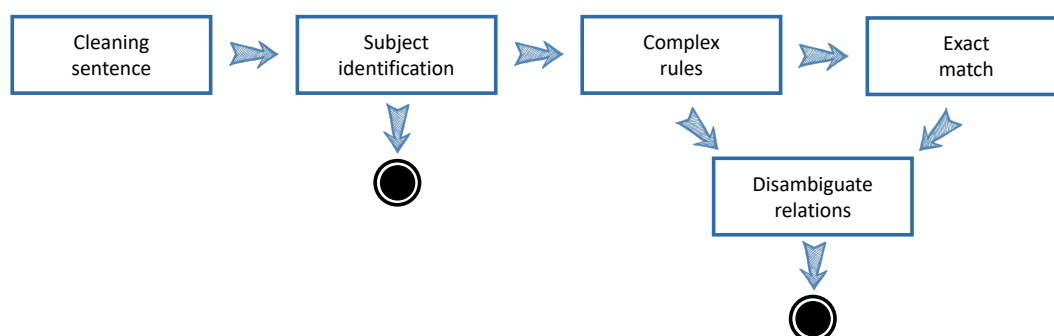 Cleaning
sentence
Subject
identification
Complex
rules
Exact
match
Disambiguate
relations